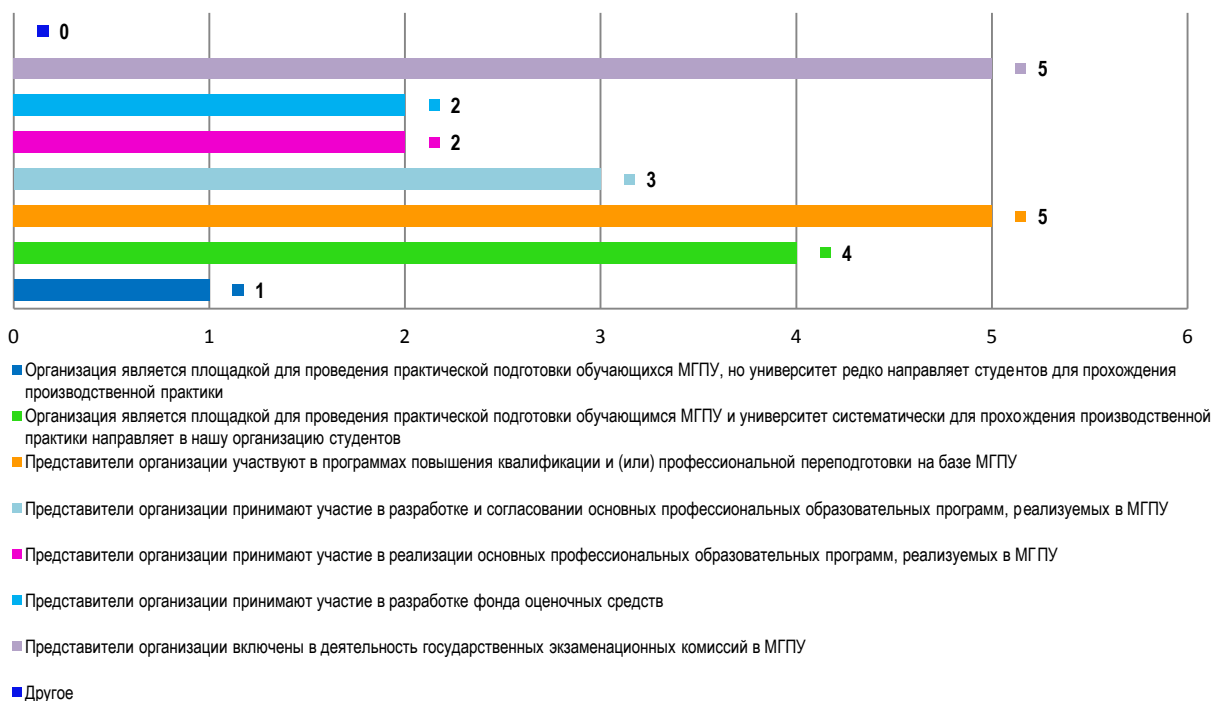 0
5
2
2
3
5
4
1
0 1 2 3 4 5 6
Организация является площадкой для проведения практической подготовки обучающихся МГПУ, но университет редко направляет студентов для прохождения
производственной практики
Организация является площадкой для проведения практической подготовки обучающимся МГПУ и университет систематически для прохождения производственной
практики направляет в нашу организацию студентов
Представители организации участвуют в программах повышения квалификации и (или) профессиональной переподготовки на базе МГПУ
Представители организации принимают участие в разработке и согласовании основных профессиональных образовательных программ, реализуемых в МГПУ
Представители организации принимают участие в реализации основных профессиональных образовательных программ, реализуемых в МГПУ
Представители организации принимают участие в разработке фонда оценочных средств
Представители организации включены в деятельность государственных экзаменационных комиссий в МГПУ
Другое